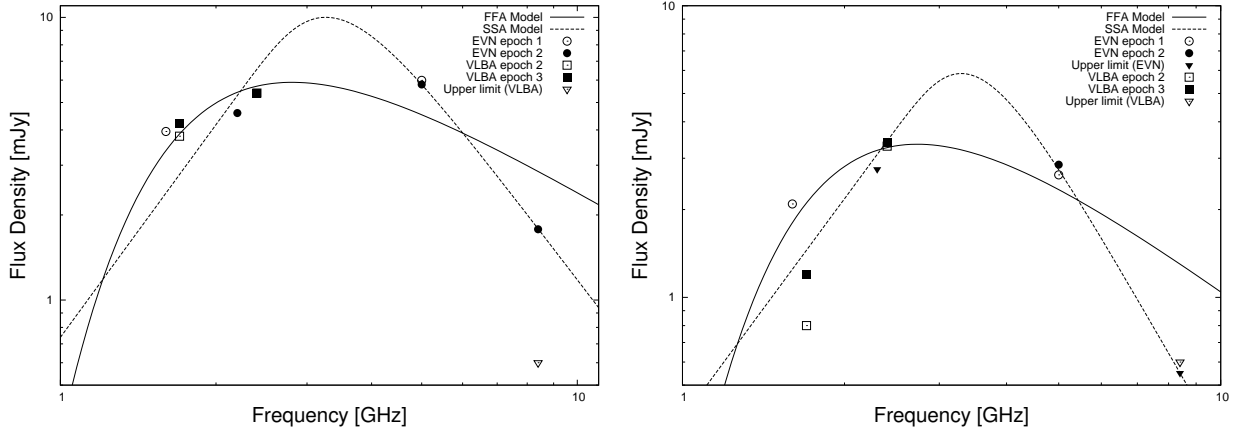 10
1
1
10
Flux Density [mJy]
Frequency [GHz]
FFA Model
SSA Model
EVN epoch 1
EVN epoch 2
VLBA epoch 2
VLBA epoch 3
Upper limit (VLBA)
10
1
1
10
Flux Density [mJy]
Frequency [GHz]
FFA Model
SSA Model
EVN epoch 1
EVN epoch 2
Upper limit (EVN)
VLBA epoch 2
VLBA epoch 3
Upper limit (VLBA)